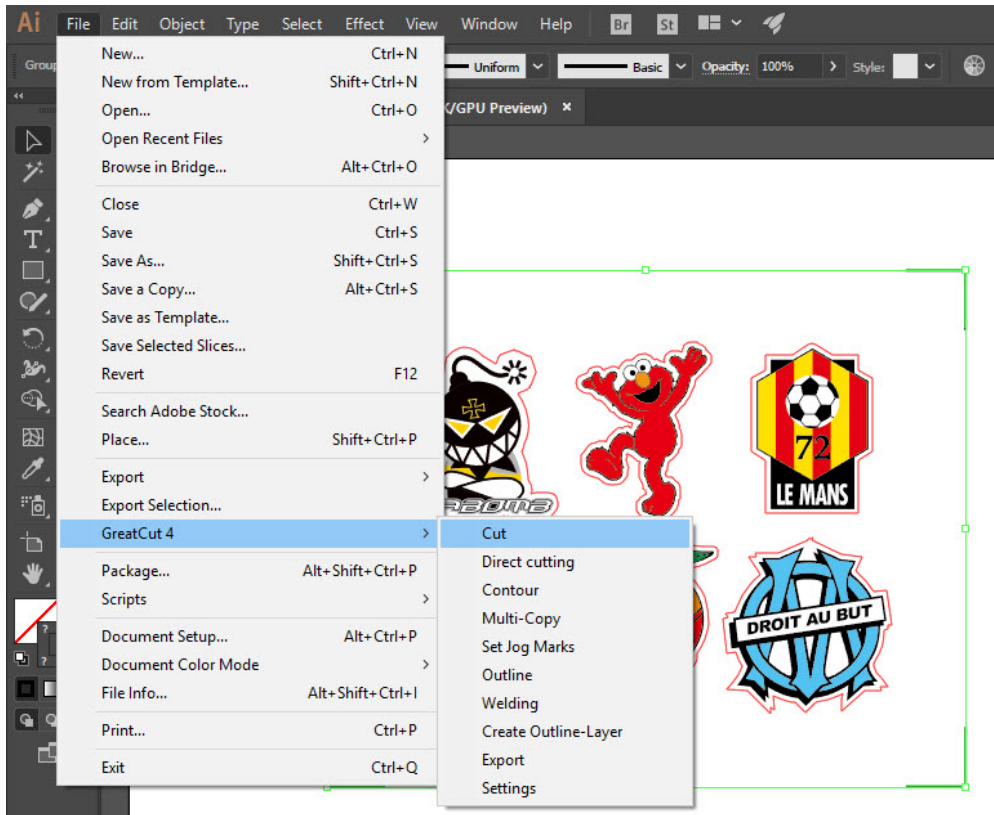 Ai File Edit Object Type Select Effect View Window Help Br St
Group Uniform Basic Opacity: 100% Style:
/GPU Preview) ×
New... Ctrl+N
New from Template... Shift+Ctrl+N
Open... Ctrl+O
Open Recent Files
Browse in Bridge... Alt+Ctrl+O
Close Ctrl+W
Save Ctrl+S
Save As... Shift+Ctrl+S
Save a Copy... Alt+Ctrl+S
Save as Template...
Save Selected Slices...
Revert F12
Search Adobe Stock...
Place... Shift+Ctrl+P
Export
Export Selection...
GreatCut 4
Package... Alt+Shift+Ctrl+P
Scripts
Document Setup... Alt+Ctrl+P
Document Color Mode
File Info... Alt+Shift+Ctrl+I
Print... Ctrl+P
Exit Ctrl+Q
Cut
Direct cutting
Contour
Multi-Copy
Set Jog Marks
Outline
Welding
Create Outline-Layer
Export
Settings
72
LE MANS
DROIT AU BUT